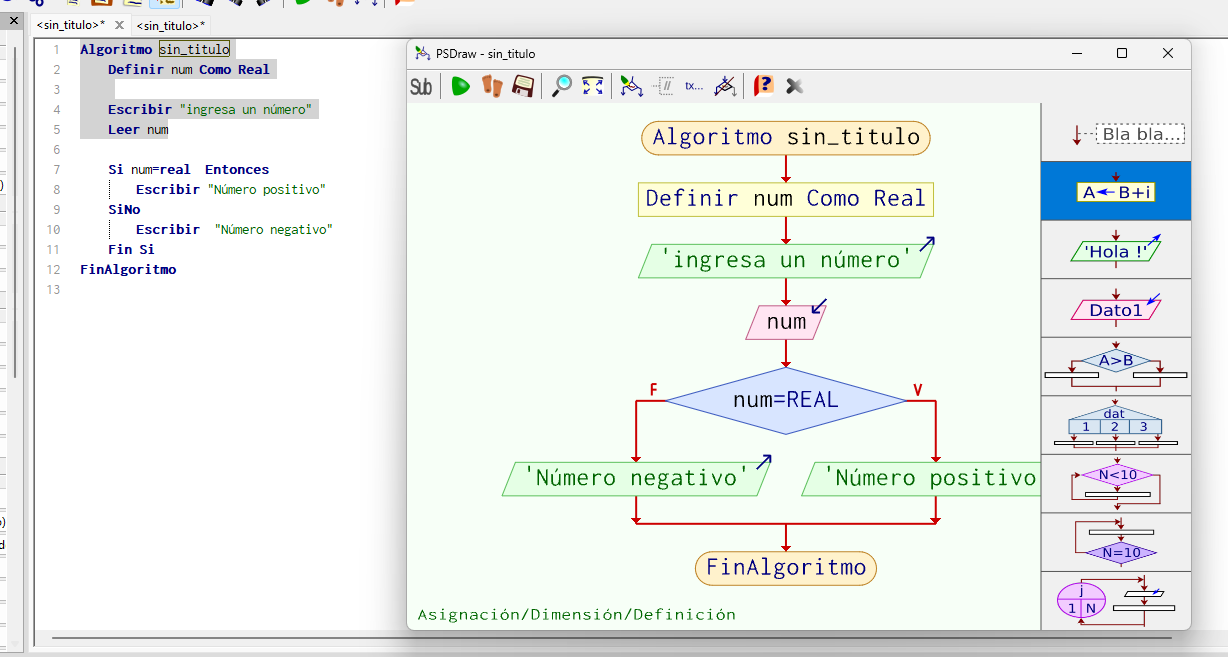 <sin_titulo>* × <sin_titulo>*
1 Algoritmo sin_titulo
2 Definir num Como Real
3
4 Escribir "ingresa un número"
5 Leer num
6
7 Si num=real Entonces
8 Escribir "Número positivo"
9 SiNo
10 Escribir "Número negativo"
11 Fin Si
12 FinAlgoritmo
13
PSDraw - sin_titulo
Sub // tx... ?
Algoritmo sin_titulo
Definir num Como Real
'ingresa un número'
num
num=REAL
F V
'Número negativo' 'Número positivo
FinAlgoritmo
Asignación/Dimensión/Definición
Bla bla...
A B+i
'Hola !'
Dato1
A>B
dat
1 2 3
N<10
N=10
j
1 N